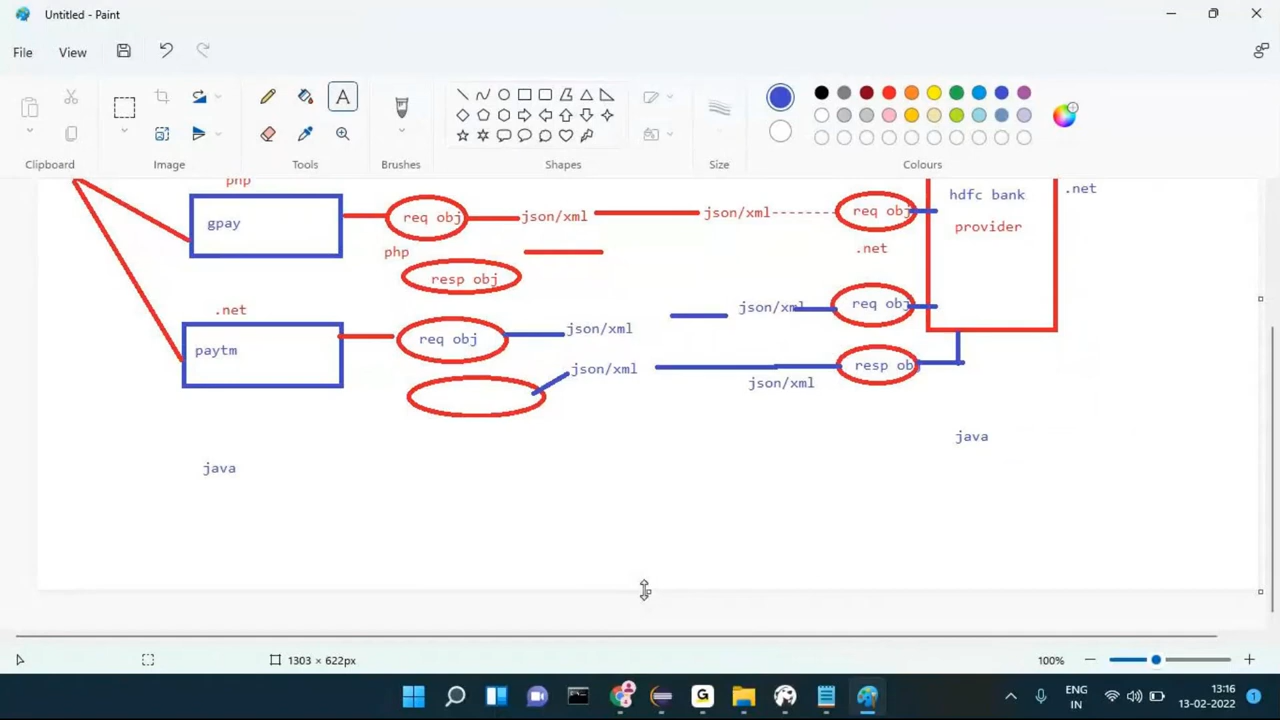 Untitled - Paint
File View
Clipboard Image Tools Brushes Shapes Size Colours
php
gpay
req obj
json/xml
json/xml
req obj
hdfc bank
provider
.net
php
resp obj
.net
.net
paytm
req obj
json/xml
json/xml
req obj
json/xml
json/xml
resp obj
java
java
1303 × 622px
100%
ENG
IN
13:16
13-02-2022
1